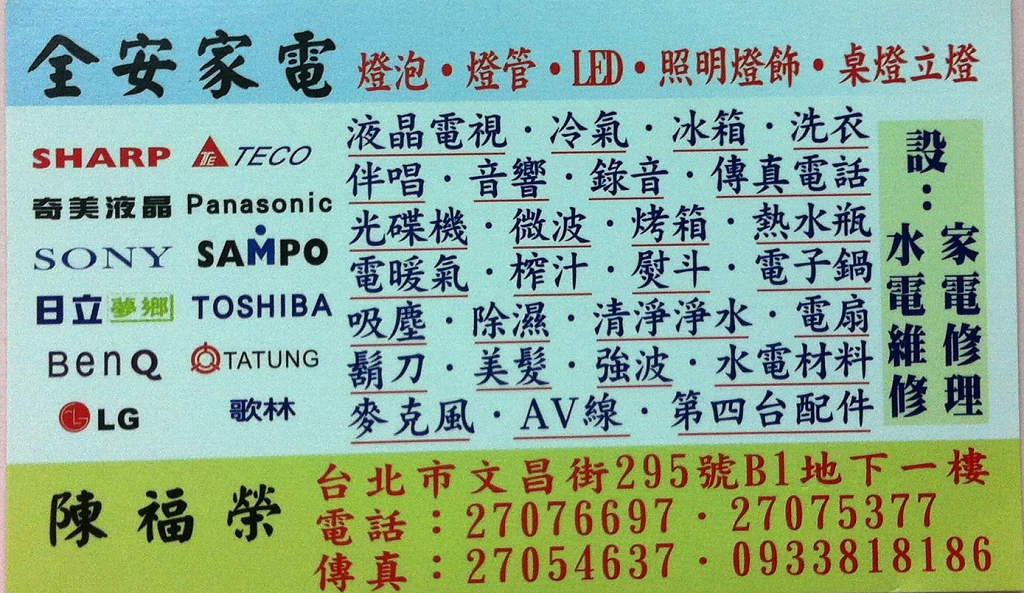 全安家電
燈泡・燈管・LED・照明燈飾・桌燈立燈
SHARP TECO
奇美液晶 Panasonic
SONY SAMPO
日立 夢鄉 TOSHIBA
BenQ TATUNG
LG 歌林
液晶電視・冷氣・冰箱・洗衣
伴唱・音響・錄音・傳真電話
光碟機・微波・烤箱・熱水瓶
電暖氣・榨汁・熨斗・電子鍋
吸塵・除濕・清淨淨水・電扇
鬍刀・美髮・強波・水電材料
麥克風・AV線・第四台配件
設:
家電修理
水電維修
陳福榮
台北市文昌街295號B1地下一樓
電話:27076697・27075377
傳真:27054637・0933818186